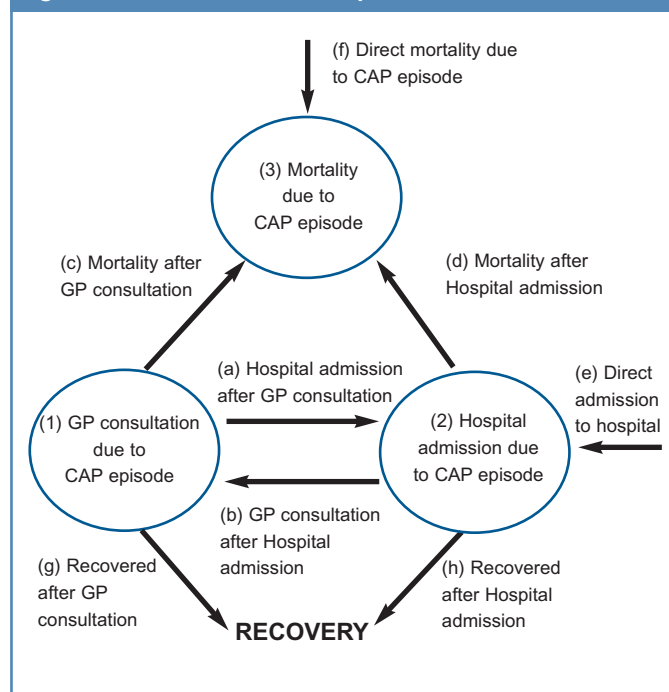 (f) Direct mortality due
to CAP episode
(3) Mortality
due to
CAP episode
(c) Mortality after
GP consultation
(d) Mortality after
Hospital admission
(a) Hospital admission
after GP consultation
(e) Direct
admission
to hospital
(1) GP consultation
due to
CAP episode
(2) Hospital
admission due
to CAP episode
(b) GP consultation
after Hospital
admission
(g) Recovered
after GP
consultation
(h) Recovered
after Hospital
admission
RECOVERY